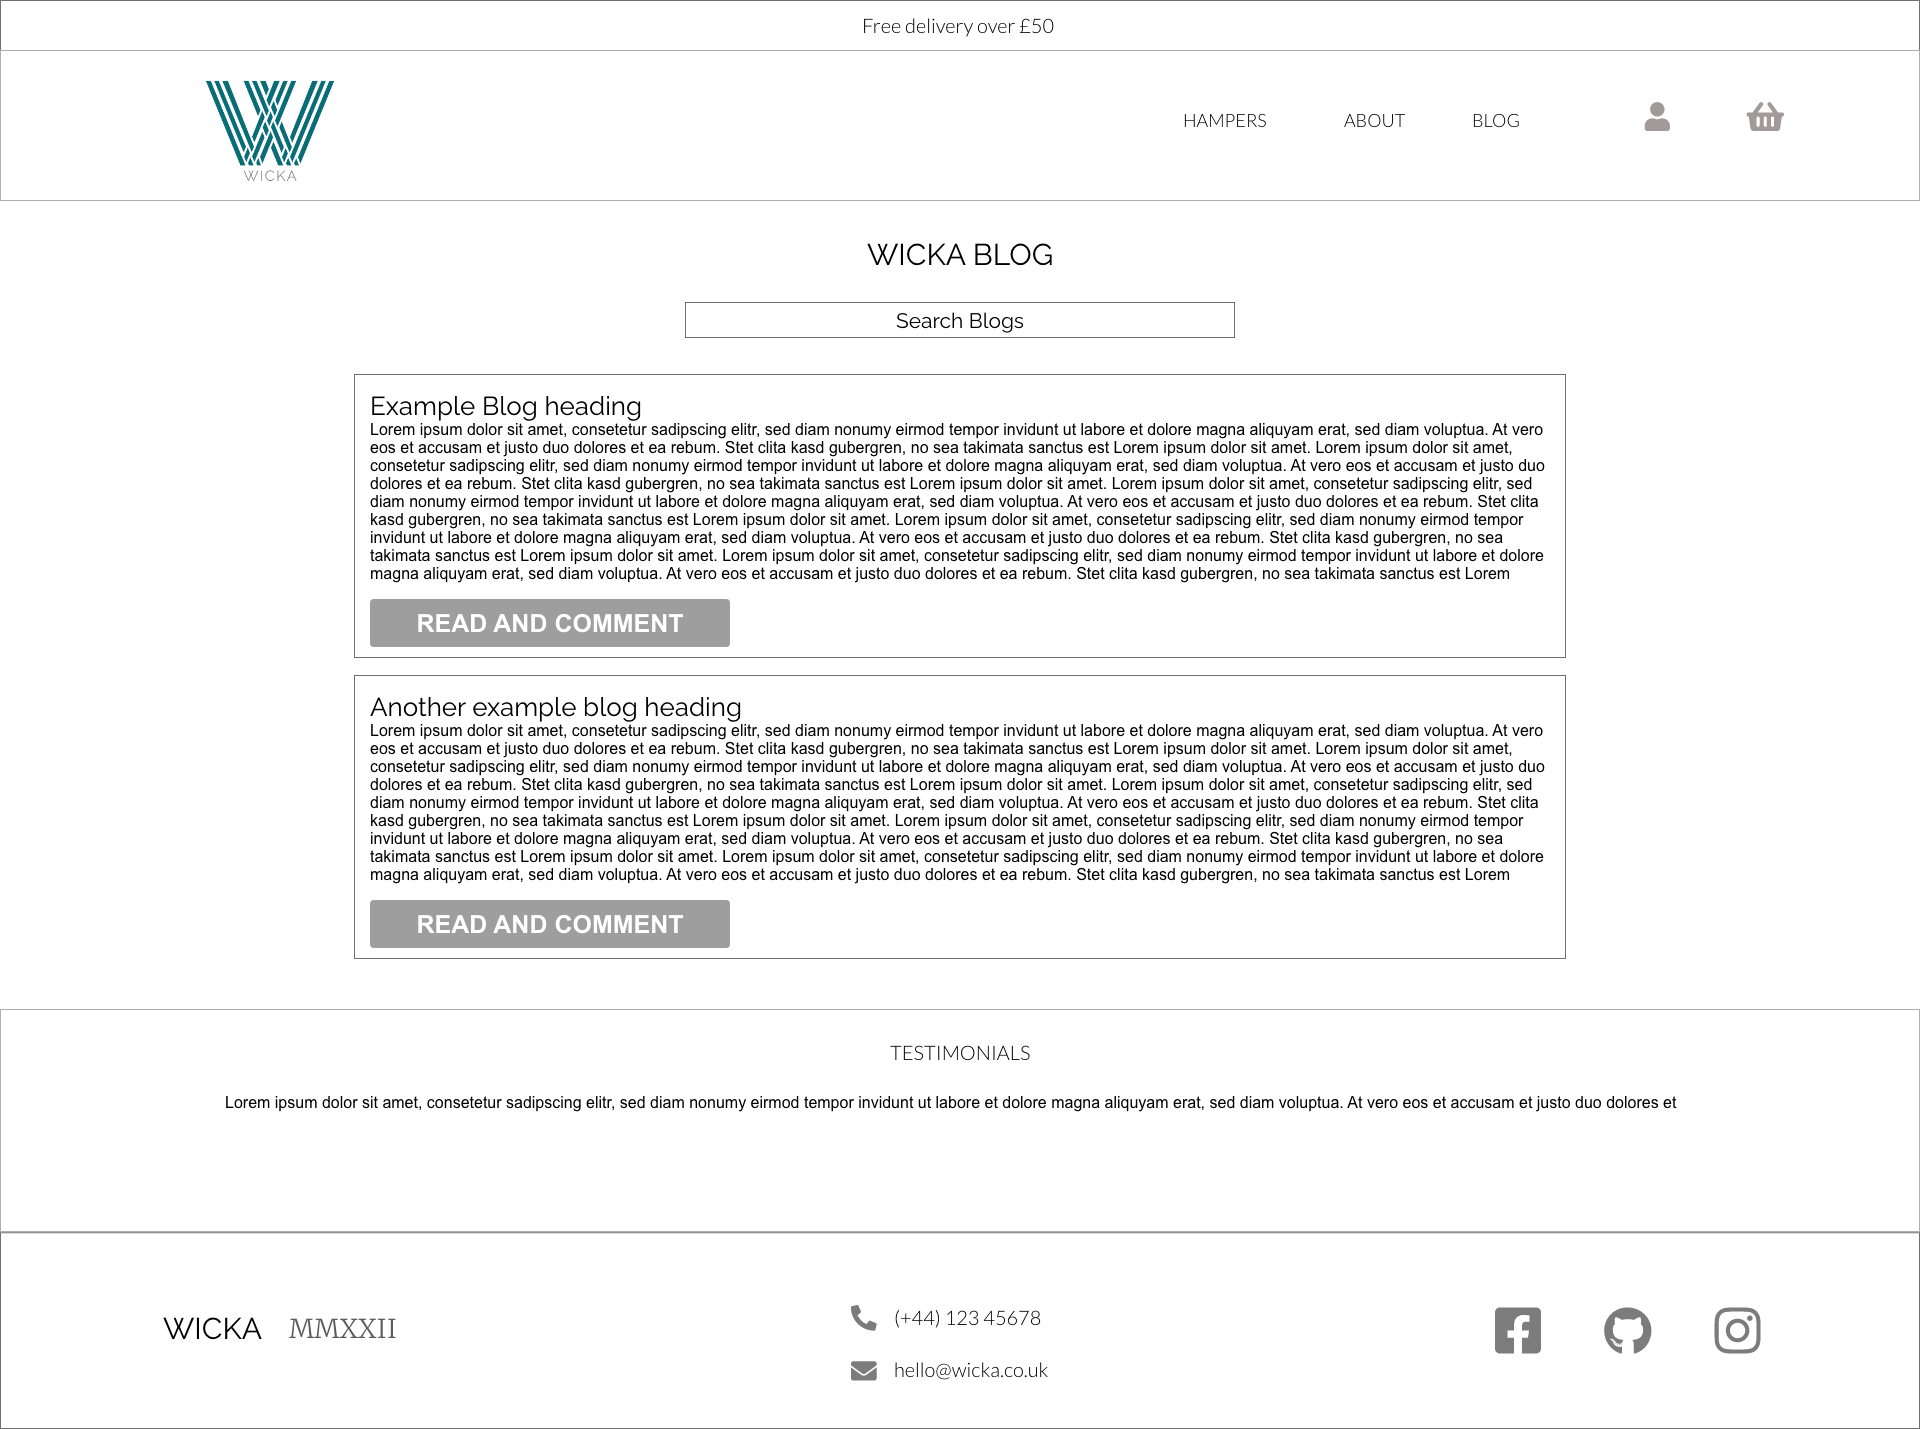 Free delivery over £50
WICKA
HAMPERS ABOUT BLOG
WICKA BLOG
Search Blogs
Example Blog heading
Lorem ipsum dolor sit amet, consetetur sadipscing elitr, sed diam nonumy eirmod tempor invidunt ut labore et dolore magna aliquyam erat, sed diam voluptua. At vero
eos et accusam et justo duo dolores et ea rebum. Stet clita kasd gubergren, no sea takimata sanctus est Lorem ipsum dolor sit amet. Lorem ipsum dolor sit amet,
consetetur sadipscing elitr, sed diam nonumy eirmod tempor invidunt ut labore et dolore magna aliquyam erat, sed diam voluptua. At vero eos et accusam et justo duo
dolores et ea rebum. Stet clita kasd gubergren, no sea takimata sanctus est Lorem ipsum dolor sit amet. Lorem ipsum dolor sit amet, consetetur sadipscing elitr, sed
diam nonumy eirmod tempor invidunt ut labore et dolore magna aliquyam erat, sed diam voluptua. At vero eos et accusam et justo duo dolores et ea rebum. Stet clita
kasd gubergren, no sea takimata sanctus est Lorem ipsum dolor sit amet. Lorem ipsum dolor sit amet, consetetur sadipscing elitr, sed diam nonumy eirmod tempor
invidunt ut labore et dolore magna aliquyam erat, sed diam voluptua. At vero eos et accusam et justo duo dolores et ea rebum. Stet clita kasd gubergren, no sea
takimata sanctus est Lorem ipsum dolor sit amet. Lorem ipsum dolor sit amet, consetetur sadipscing elitr, sed diam nonumy eirmod tempor invidunt ut labore et dolore
magna aliquyam erat, sed diam voluptua. At vero eos et accusam et justo duo dolores et ea rebum. Stet clita kasd gubergren, no sea takimata sanctus est Lorem
READ AND COMMENT
Another example blog heading
Lorem ipsum dolor sit amet, consetetur sadipscing elitr, sed diam nonumy eirmod tempor invidunt ut labore et dolore magna aliquyam erat, sed diam voluptua. At vero
eos et accusam et justo duo dolores et ea rebum. Stet clita kasd gubergren, no sea takimata sanctus est Lorem ipsum dolor sit amet. Lorem ipsum dolor sit amet,
consetetur sadipscing elitr, sed diam nonumy eirmod tempor invidunt ut labore et dolore magna aliquyam erat, sed diam voluptua. At vero eos et accusam et justo duo
dolores et ea rebum. Stet clita kasd gubergren, no sea takimata sanctus est Lorem ipsum dolor sit amet. Lorem ipsum dolor sit amet, consetetur sadipscing elitr, sed
diam nonumy eirmod tempor invidunt ut labore et dolore magna aliquyam erat, sed diam voluptua. At vero eos et accusam et justo duo dolores et ea rebum. Stet clita
kasd gubergren, no sea takimata sanctus est Lorem ipsum dolor sit amet. Lorem ipsum dolor sit amet, consetetur sadipscing elitr, sed diam nonumy eirmod tempor
invidunt ut labore et dolore magna aliquyam erat, sed diam voluptua. At vero eos et accusam et justo duo dolores et ea rebum. Stet clita kasd gubergren, no sea
takimata sanctus est Lorem ipsum dolor sit amet. Lorem ipsum dolor sit amet, consetetur sadipscing elitr, sed diam nonumy eirmod tempor invidunt ut labore et dolore
magna aliquyam erat, sed diam voluptua. At vero eos et accusam et justo duo dolores et ea rebum. Stet clita kasd gubergren, no sea takimata sanctus est Lorem
READ AND COMMENT
TESTIMONIALS
Lorem ipsum dolor sit amet, consetetur sadipscing elitr, sed diam nonumy eirmod tempor invidunt ut labore et dolore magna aliquyam erat, sed diam voluptua. At vero eos et accusam et justo duo dolores et
WICKA MMXXII
(+44) 123 45678
hello@wicka.co.uk